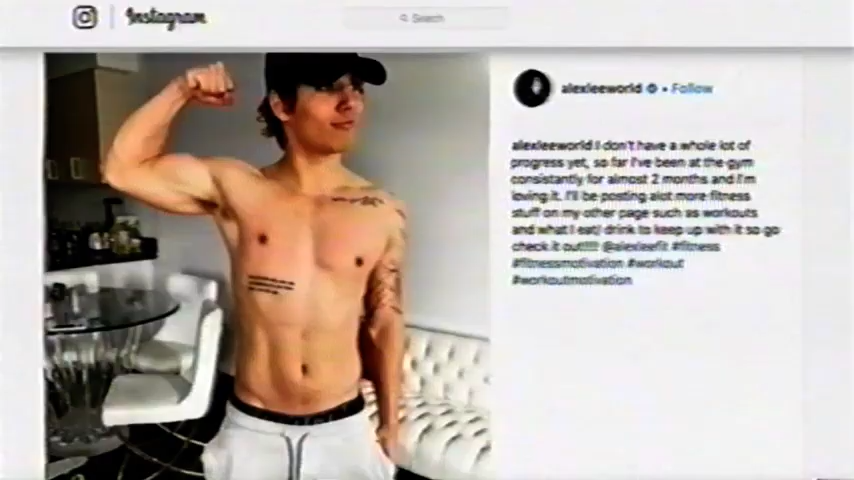 Instagram
Search
alexleeworld • Follow
alexleeworld I don't have a whole lot of
progress yet, so far I've been at the gym
consistantly for almost 2 months and I'm
loving it. I'll be posting alot more fitness
stuff on my other page such as workouts
and what I eat/ drink to keep up with it so go
check it out!!!! @alexleefit #fitness
#fitnessmotivation #workout
#workoutmotivation